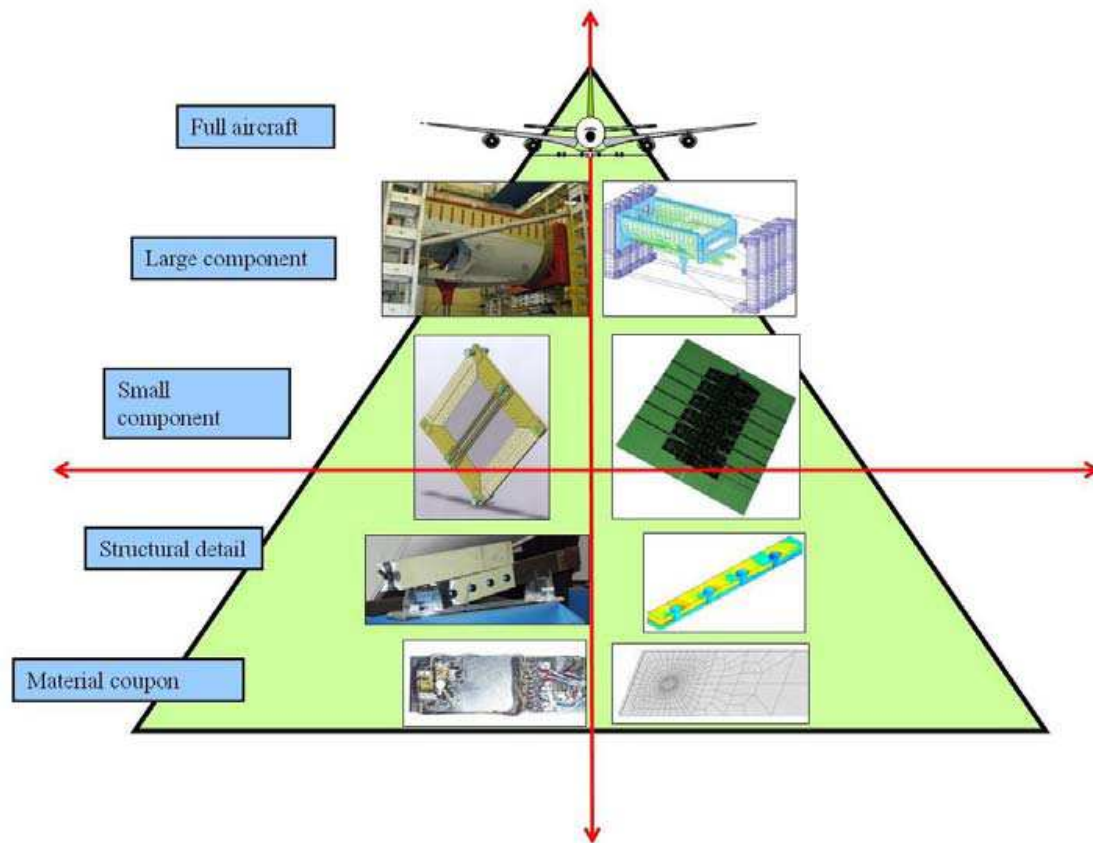 Full aircraft
Large component
Small
component
Structural detail
Material coupon